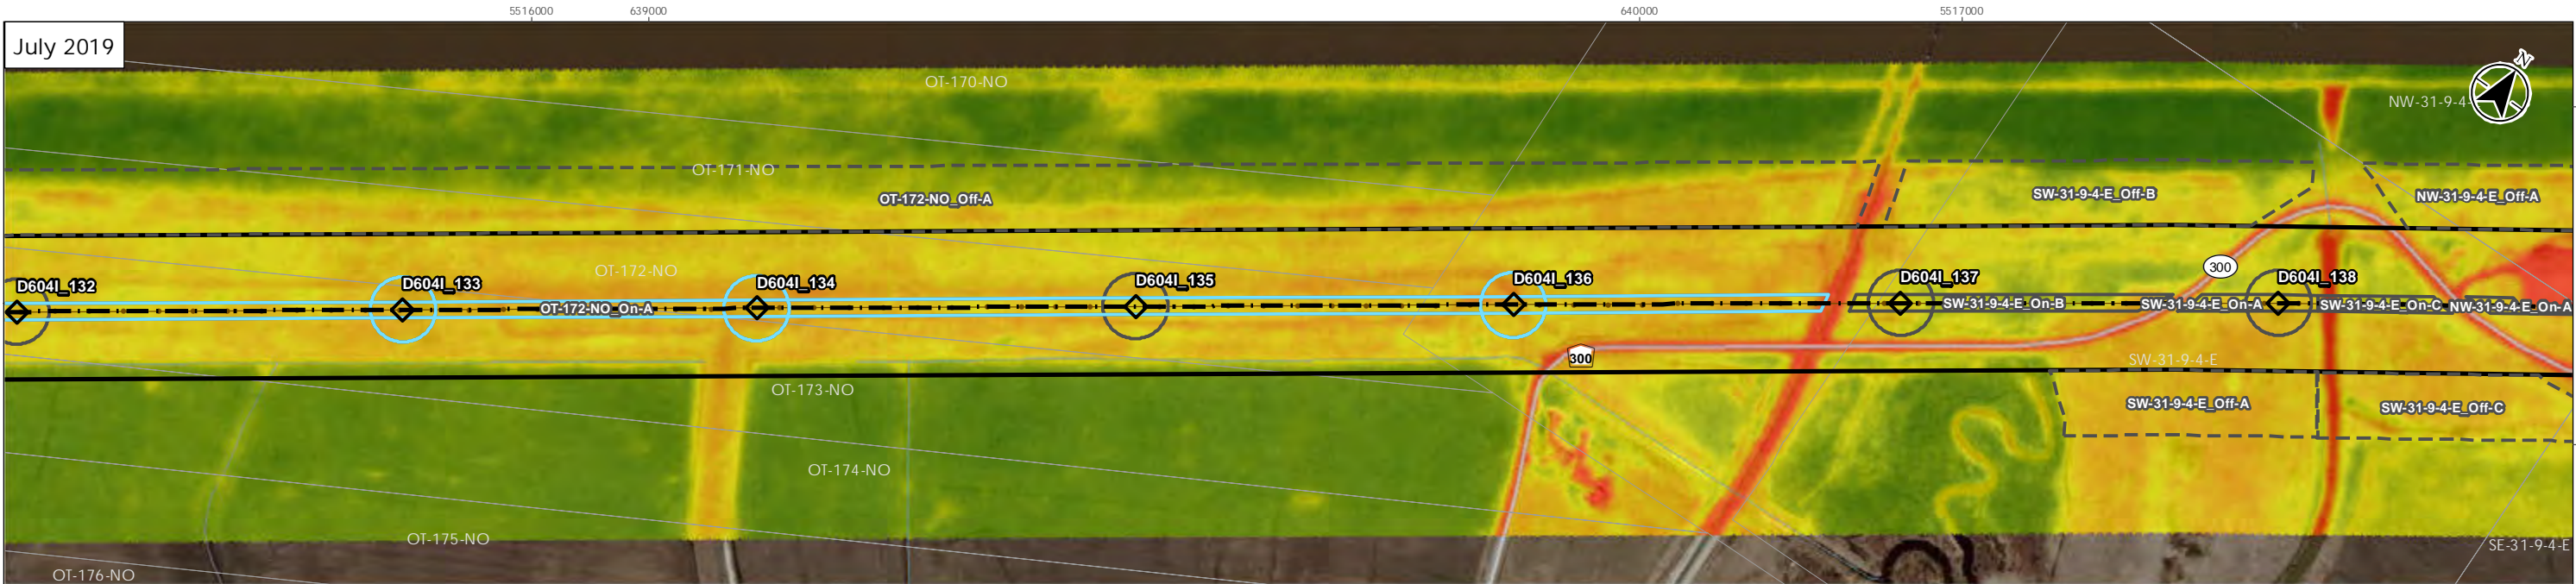 5516000 639000 640000 5517000
July 2019
N
OT-170-NO
NW-31-9-4-
OT-171-NO
OT-172-NO_Off-A
SW-31-9-4-E_Off-B
NW-31-9-4-E_Off-A
OT-172-NO
300
D604I_132
D604I_133
D604I_134
D604I_135
D604I_136
D604I_137
D604I_138
OT-172-NO_On-A
SW-31-9-4-E_On-B
SW-31-9-4-E_On-A
SW-31-9-4-E_On-C
NW-31-9-4-E_On-A
300
SW-31-9-4-E
OT-173-NO
SW-31-9-4-E_Off-A
SW-31-9-4-E_Off-C
OT-174-NO
OT-175-NO
SE-31-9-4-E
OT-176-NO